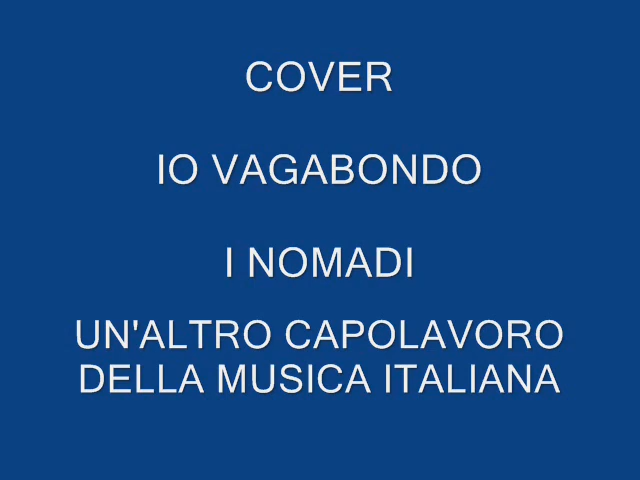 COVER
IO VAGABONDO
I NOMADI
UN'ALTRO CAPOLAVORO
DELLA MUSICA ITALIANA